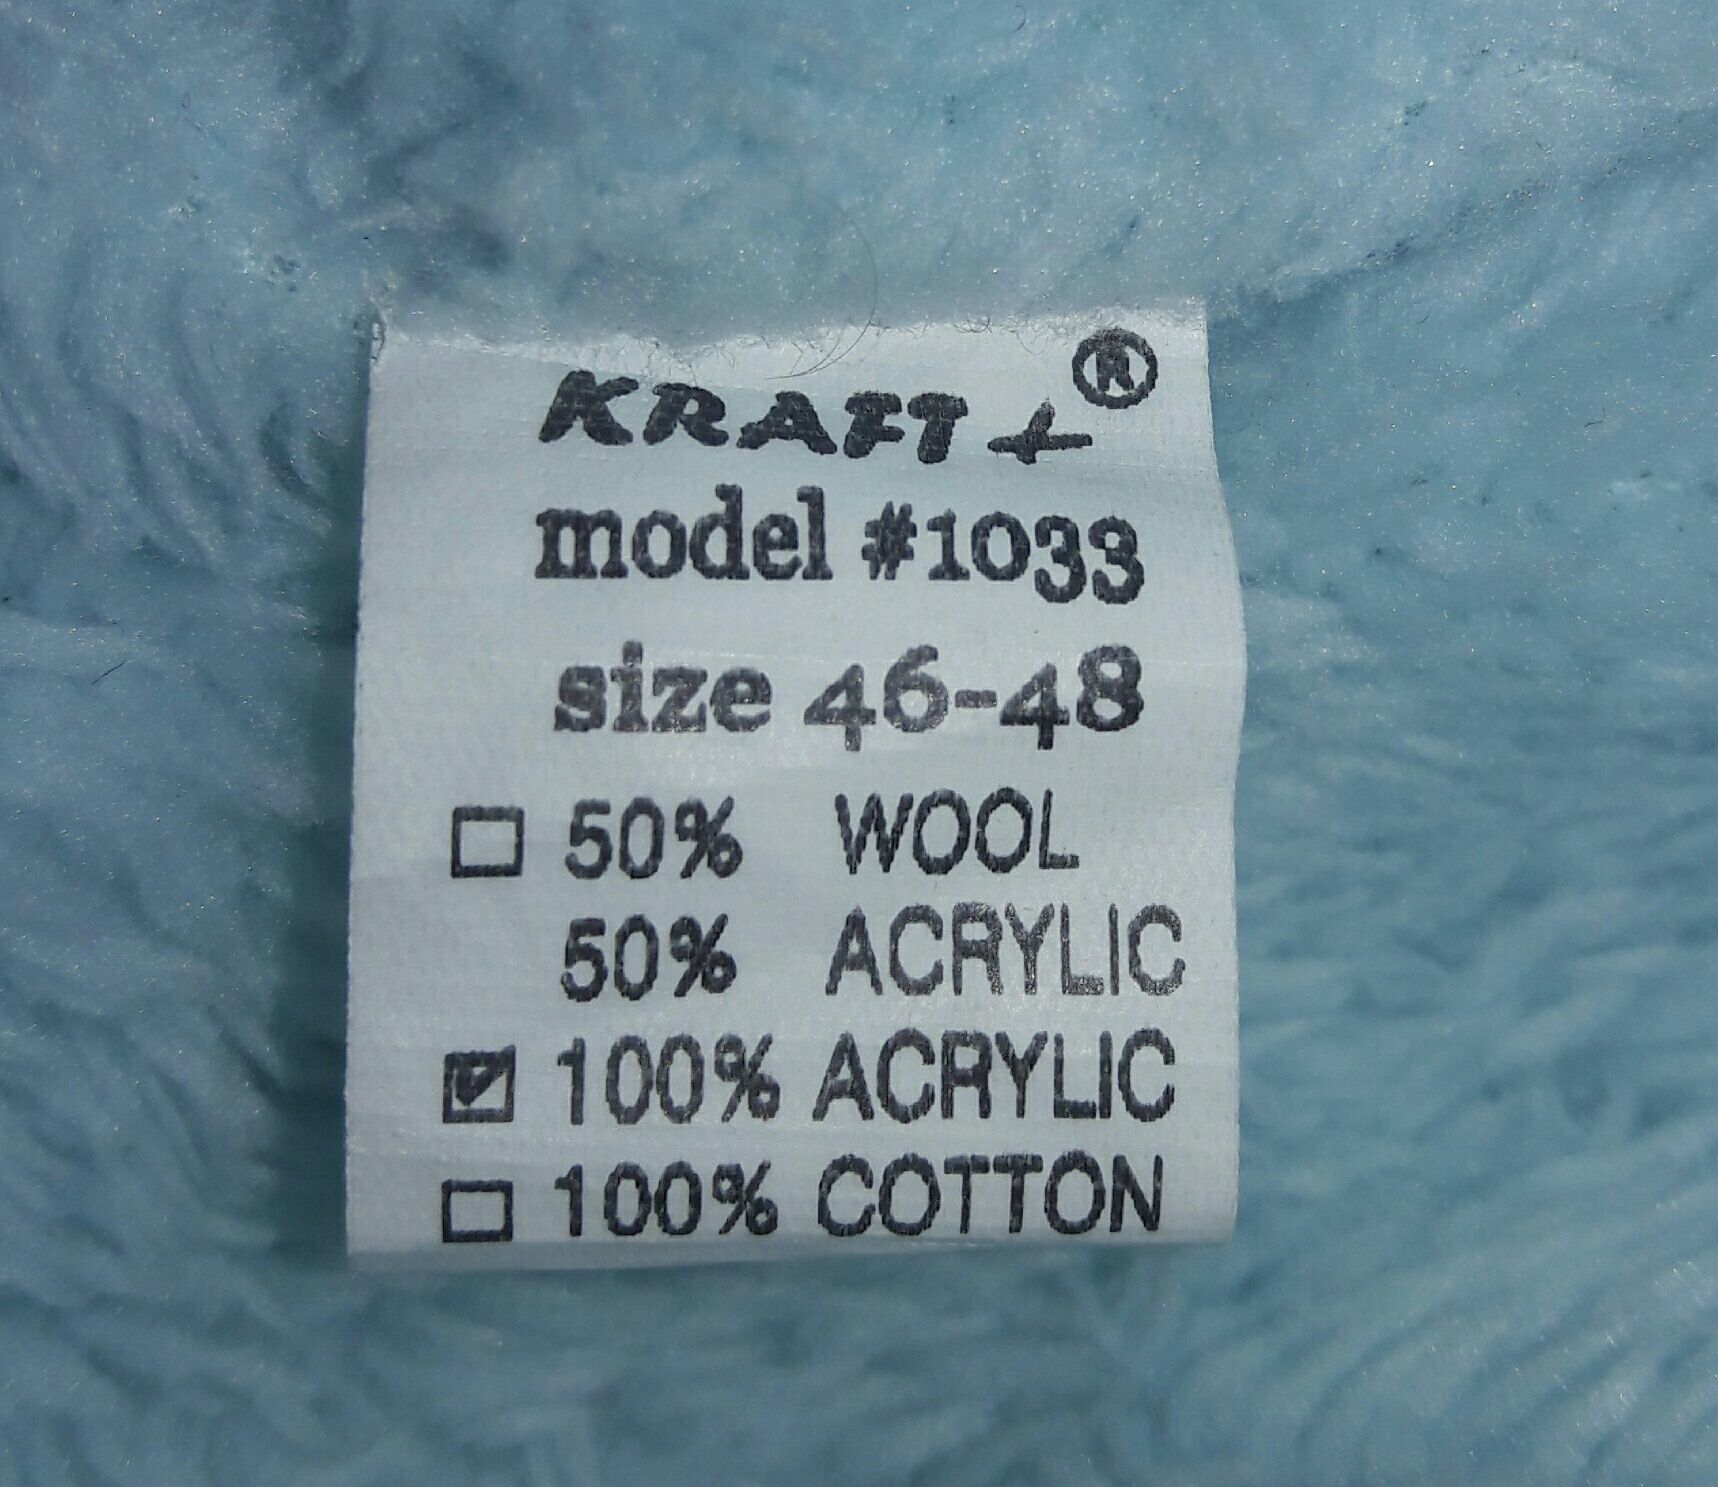 KRAFT + ®
model #1033
size 46-48
☐ 50% WOOL
50% ACRYLIC
☑ 100% ACRYLIC
☐ 100% COTTON